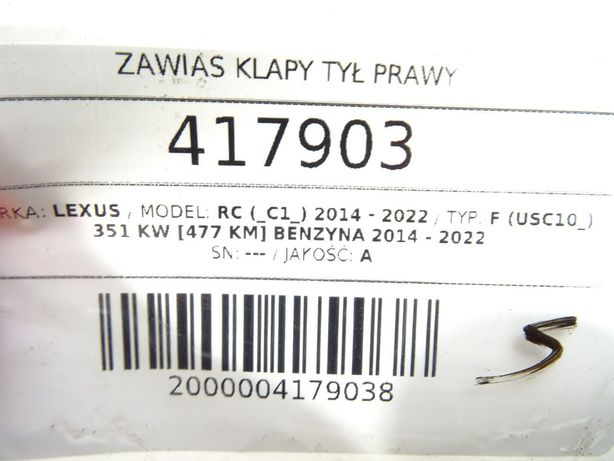 ZAWIAS KLAPY TYŁ PRAWY
417903
RKA: LEXUS / MODEL: RC (_C1_) 2014 - 2022 / TYP: F (USC10_)
351 KW [477 KM] BENZYNA 2014 - 2022
SN: --- / JAKOŚĆ: A
2000004179038